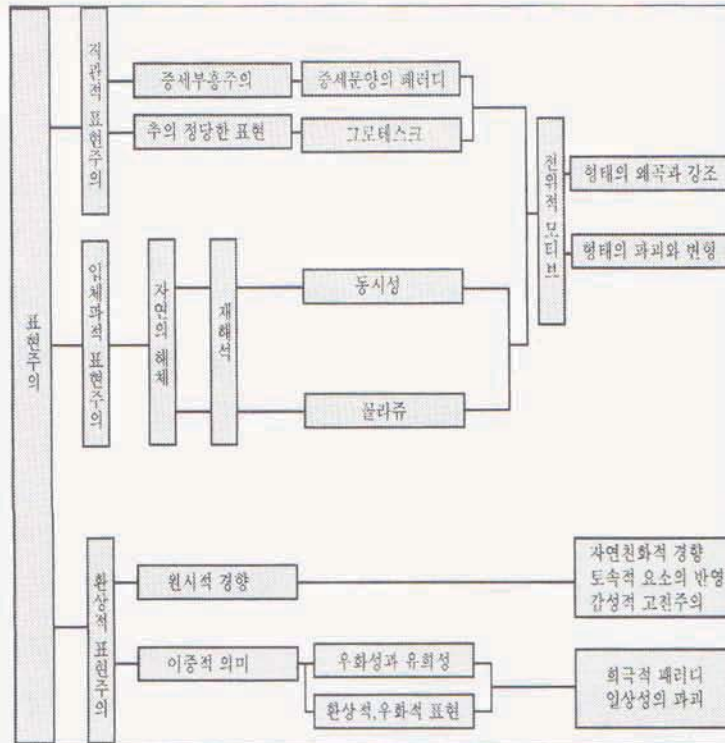 표현주의
직관적 표현주의
중세부흥주의
중세문양의 패러디
추의 정당한 표현
그로테스크
전위적 모티브
형태의 왜곡과 강조
형태의 파괴와 변형
입체파적 표현주의
자연의 해체
재해석
동시성
꼴라쥬
환상적 표현주의
원시적 경향
자연친화적 경향
토속적 요소의 반영
감성적 고전주의
이중적 의미
우화성과 유희성
환상적,우화적 표현
희극적 패러디
일상성의 파괴